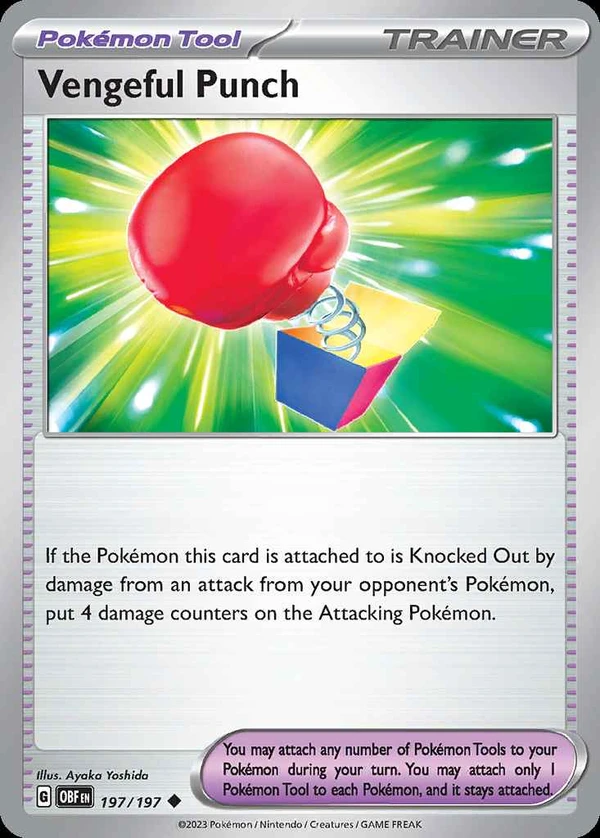 Pokémon Tool
TRAINER
Vengeful Punch
If the Pokémon this card is attached to is Knocked Out by
damage from an attack from your opponent's Pokémon,
put 4 damage counters on the Attacking Pokémon.
You may attach any number of Pokémon Tools to your
Pokémon during your turn. You may attach only 1
Pokémon Tool to each Pokémon, and it stays attached.
Illus. Ayaka Yoshida
G OBF EN 197/197
©2023 Pokémon / Nintendo / Creatures / GAME FREAK